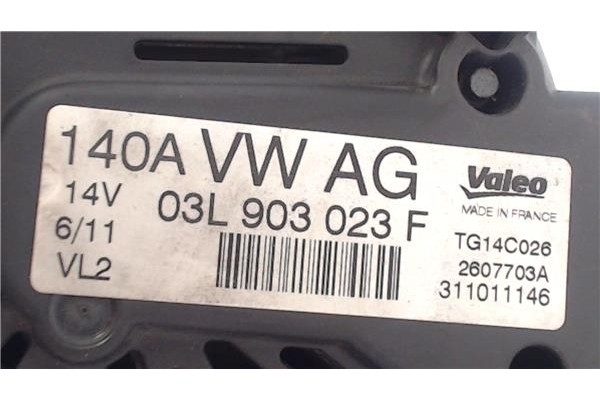 140A VW AG
14V 03L 903 023 F
6/11
VL2
Valeo
MADE IN FRANCE
TG14C026
2607703A
311011146